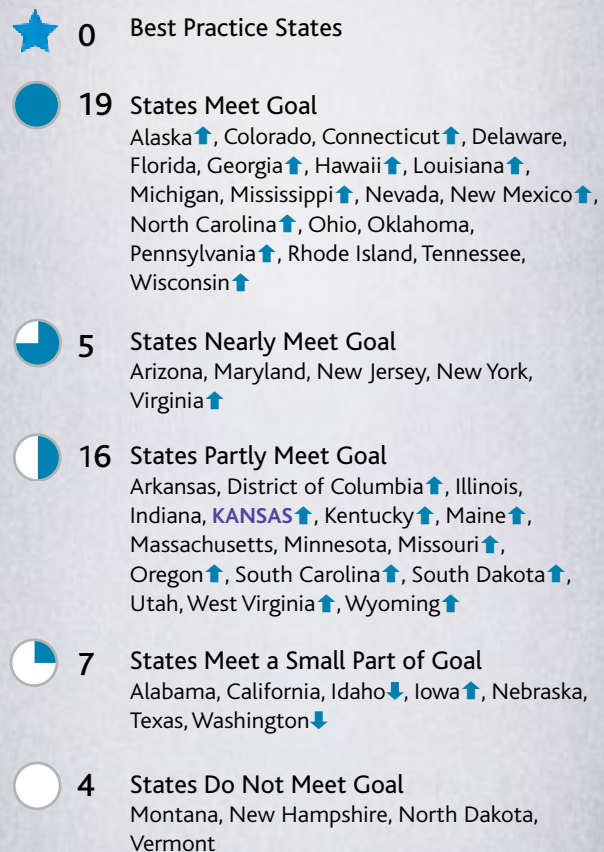 0 Best Practice States
19 States Meet Goal
Alaska⬆, Colorado, Connecticut⬆, Delaware,
Florida, Georgia⬆, Hawaii⬆, Louisiana⬆,
Michigan, Mississippi⬆, Nevada, New Mexico⬆,
North Carolina⬆, Ohio, Oklahoma,
Pennsylvania⬆, Rhode Island, Tennessee,
Wisconsin⬆
5 States Nearly Meet Goal
Arizona, Maryland, New Jersey, New York,
Virginia⬆
16 States Partly Meet Goal
Arkansas, District of Columbia⬆, Illinois,
Indiana, KANSAS⬆, Kentucky⬆, Maine⬆,
Massachusetts, Minnesota, Missouri⬆,
Oregon⬆, South Carolina⬆, South Dakota⬆,
Utah, West Virginia⬆, Wyoming⬆
7 States Meet a Small Part of Goal
Alabama, California, Idaho⬇, Iowa⬆, Nebraska,
Texas, Washington⬇
4 States Do Not Meet Goal
Montana, New Hampshire, North Dakota,
Vermont